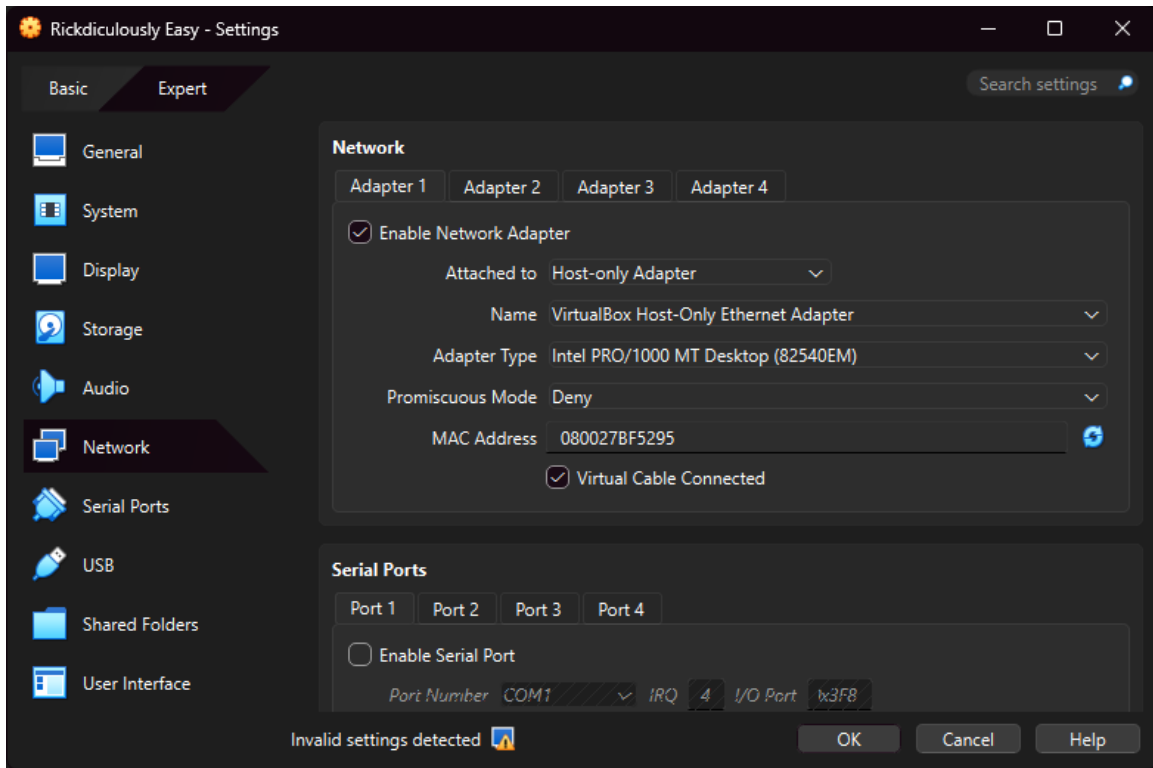 Rickdiculously Easy - Settings
Basic
Expert
Search settings
General
System
Display
Storage
Audio
Network
Serial Ports
USB
Shared Folders
User Interface
Network
Adapter 1
Adapter 2
Adapter 3
Adapter 4
Enable Network Adapter
Attached to Host-only Adapter
Name VirtualBox Host-Only Ethernet Adapter
Adapter Type Intel PRO/1000 MT Desktop (82540EM)
Promiscuous Mode Deny
MAC Address 080027BF5295
Virtual Cable Connected
Serial Ports
Port 1
Port 2
Port 3
Port 4
Enable Serial Port
Port Number COM1 IRQ 4 I/O Port 0x3F8
Invalid settings detected
OK
Cancel
Help